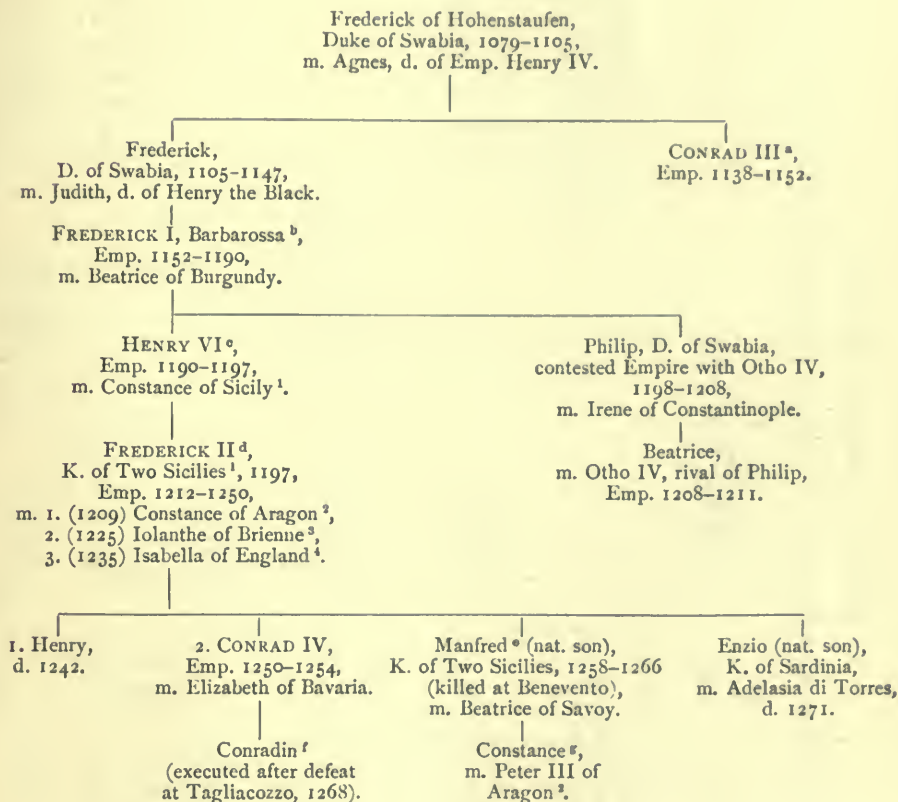 Frederick of Hohenstaufen,
Duke of Swabia, 1079–1105,
m. Agnes, d. of Emp. Henry IV.
Frederick,
D. of Swabia, 1105–1147,
m. Judith, d. of Henry the Black.
CONRAD III ᵃ,
Emp. 1138–1152.
FREDERICK I, Barbarossa ᵇ,
Emp. 1152–1190,
m. Beatrice of Burgundy.
HENRY VI ᶜ,
Emp. 1190–1197,
m. Constance of Sicily ¹.
Philip, D. of Swabia,
contested Empire with Otho IV,
1198–1208,
m. Irene of Constantinople.
FREDERICK II ᵈ,
K. of Two Sicilies ¹, 1197,
Emp. 1212–1250,
m. 1. (1209) Constance of Aragon ²,
2. (1225) Iolanthe of Brienne ³,
3. (1235) Isabella of England ⁴.
Beatrice,
m. Otho IV, rival of Philip,
Emp. 1208–1211.
1. Henry,
d. 1242.
2. CONRAD IV,
Emp. 1250–1254,
m. Elizabeth of Bavaria.
Manfred ᵉ (nat. son),
K. of Two Sicilies, 1258–1266
(killed at Benevento),
m. Beatrice of Savoy.
Enzio (nat. son),
K. of Sardinia,
m. Adelasia di Torres,
d. 1271.
Conradin ᶠ
(executed after defeat
at Tagliacozzo, 1268).
Constance ᵍ,
m. Peter III of
Aragon ².